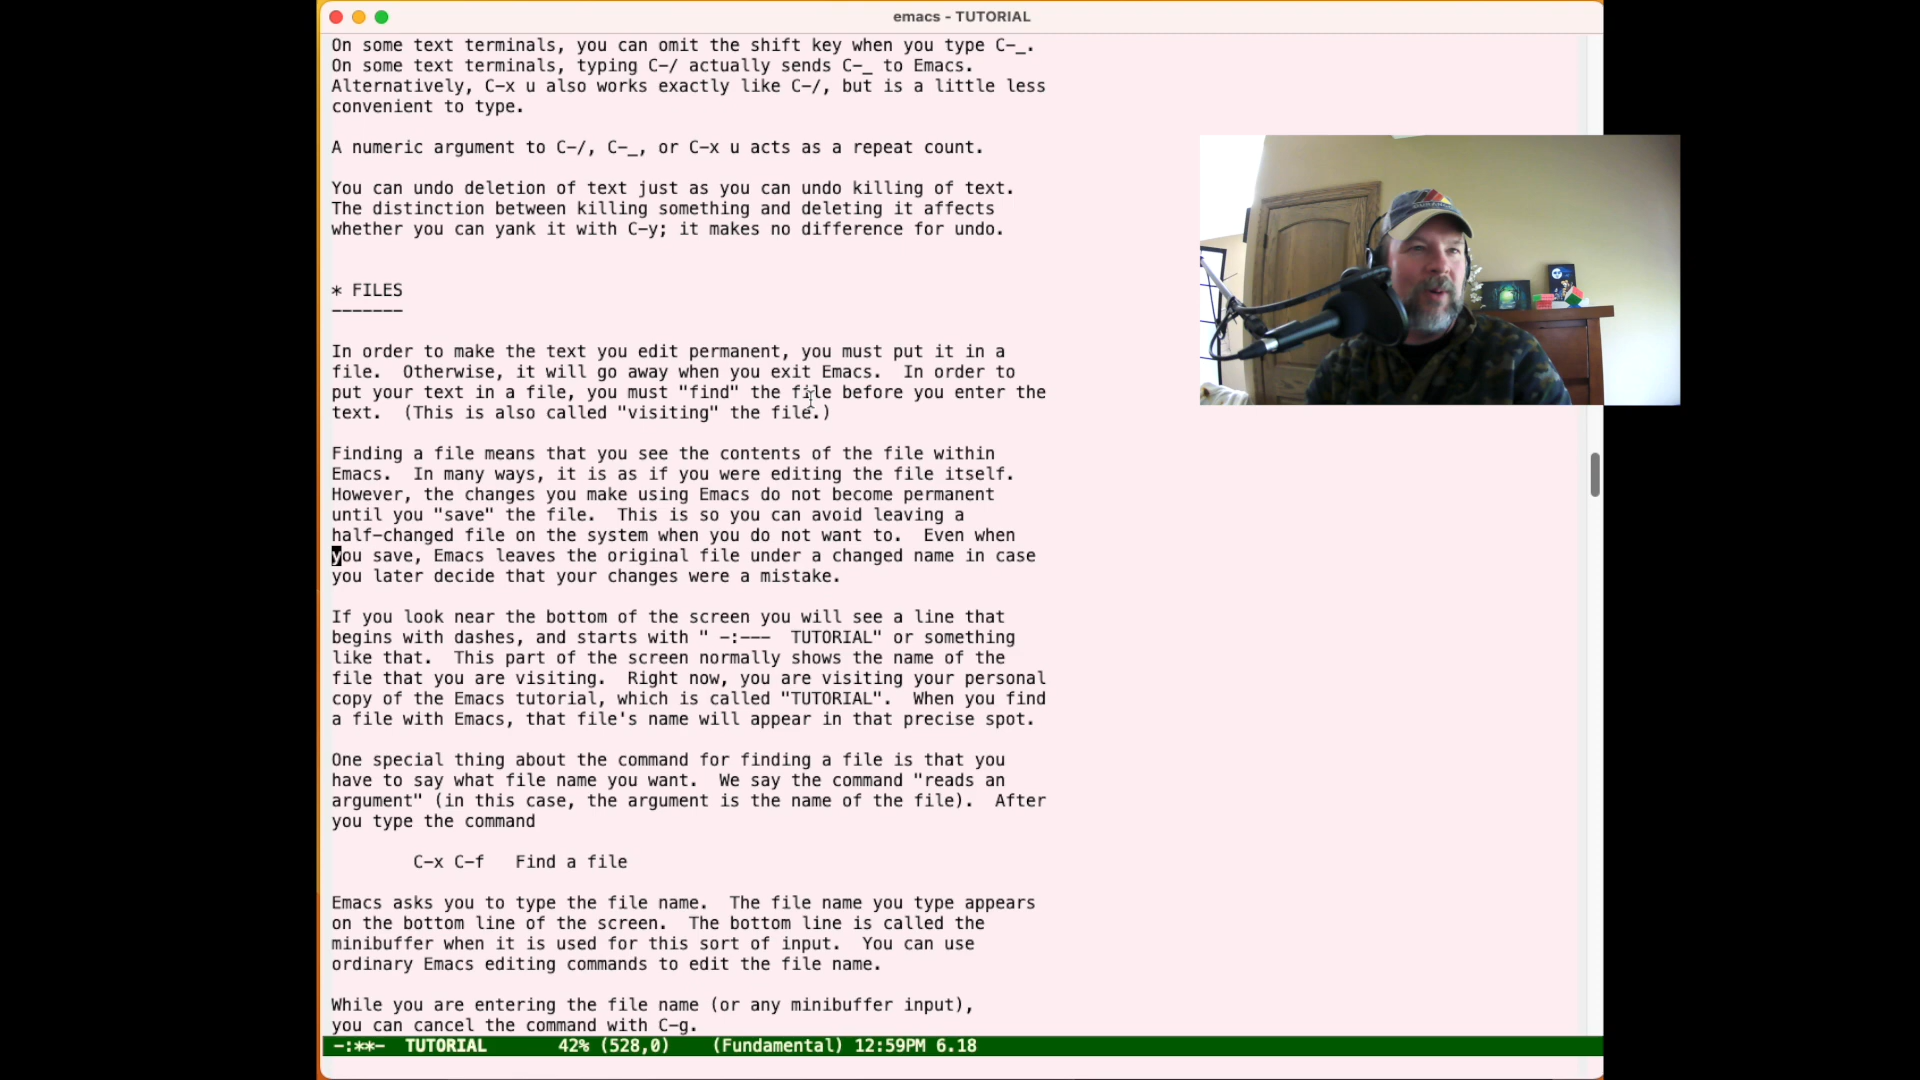 emacs - TUTORIAL
On some text terminals, you can omit the shift key when you type C-_.
On some text terminals, typing C-/ actually sends C-_ to Emacs.
Alternatively, C-x u also works exactly like C-/, but is a little less
convenient to type.
A numeric argument to C-/, C-_, or C-x u acts as a repeat count.
You can undo deletion of text just as you can undo killing of text.
The distinction between killing something and deleting it affects
whether you can yank it with C-y; it makes no difference for undo.
* FILES
-------
In order to make the text you edit permanent, you must put it in a
file.  Otherwise, it will go away when you exit Emacs.  In order to
put your text in a file, you must "find" the file before you enter the
text.  (This is also called "visiting" the file.)
Finding a file means that you see the contents of the file within
Emacs.  In many ways, it is as if you were editing the file itself.
However, the changes you make using Emacs do not become permanent
until you "save" the file.  This is so you can avoid leaving a
half-changed file on the system when you do not want to.  Even when
you save, Emacs leaves the original file under a changed name in case
you later decide that your changes were a mistake.
If you look near the bottom of the screen you will see a line that
begins with dashes, and starts with " -:---  TUTORIAL" or something
like that.  This part of the screen normally shows the name of the
file that you are visiting.  Right now, you are visiting your personal
copy of the Emacs tutorial, which is called "TUTORIAL".  When you find
a file with Emacs, that file's name will appear in that precise spot.
One special thing about the command for finding a file is that you
have to say what file name you want.  We say the command "reads an
argument" (in this case, the argument is the name of the file).  After
you type the command
C-x C-f   Find a file
Emacs asks you to type the file name.  The file name you type appears
on the bottom line of the screen.  The bottom line is called the
minibuffer when it is used for this sort of input.  You can use
ordinary Emacs editing commands to edit the file name.
While you are entering the file name (or any minibuffer input),
you can cancel the command with C-g.
-:**-  TUTORIAL       42% (528,0)    (Fundamental) 12:59PM 6.18